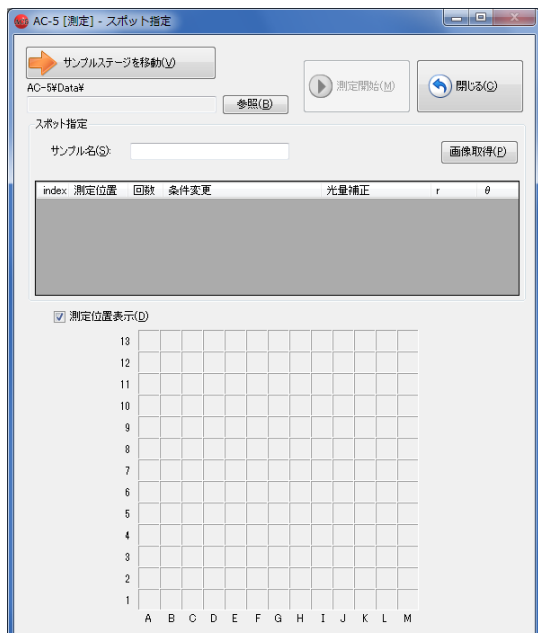 AC-5 [測定] - スポット指定
サンプルステージを移動(V)
測定開始(M)
閉じる(C)
AC-5¥Data¥
参照(B)
スポット指定
サンプル名(S):
画像取得(P)
index 測定位置 回数 条件変更 光量補正 r θ
測定位置表示(D)
13
12
11
10
9
8
7
6
5
4
3
2
1
A B C D E F G H I J K L M